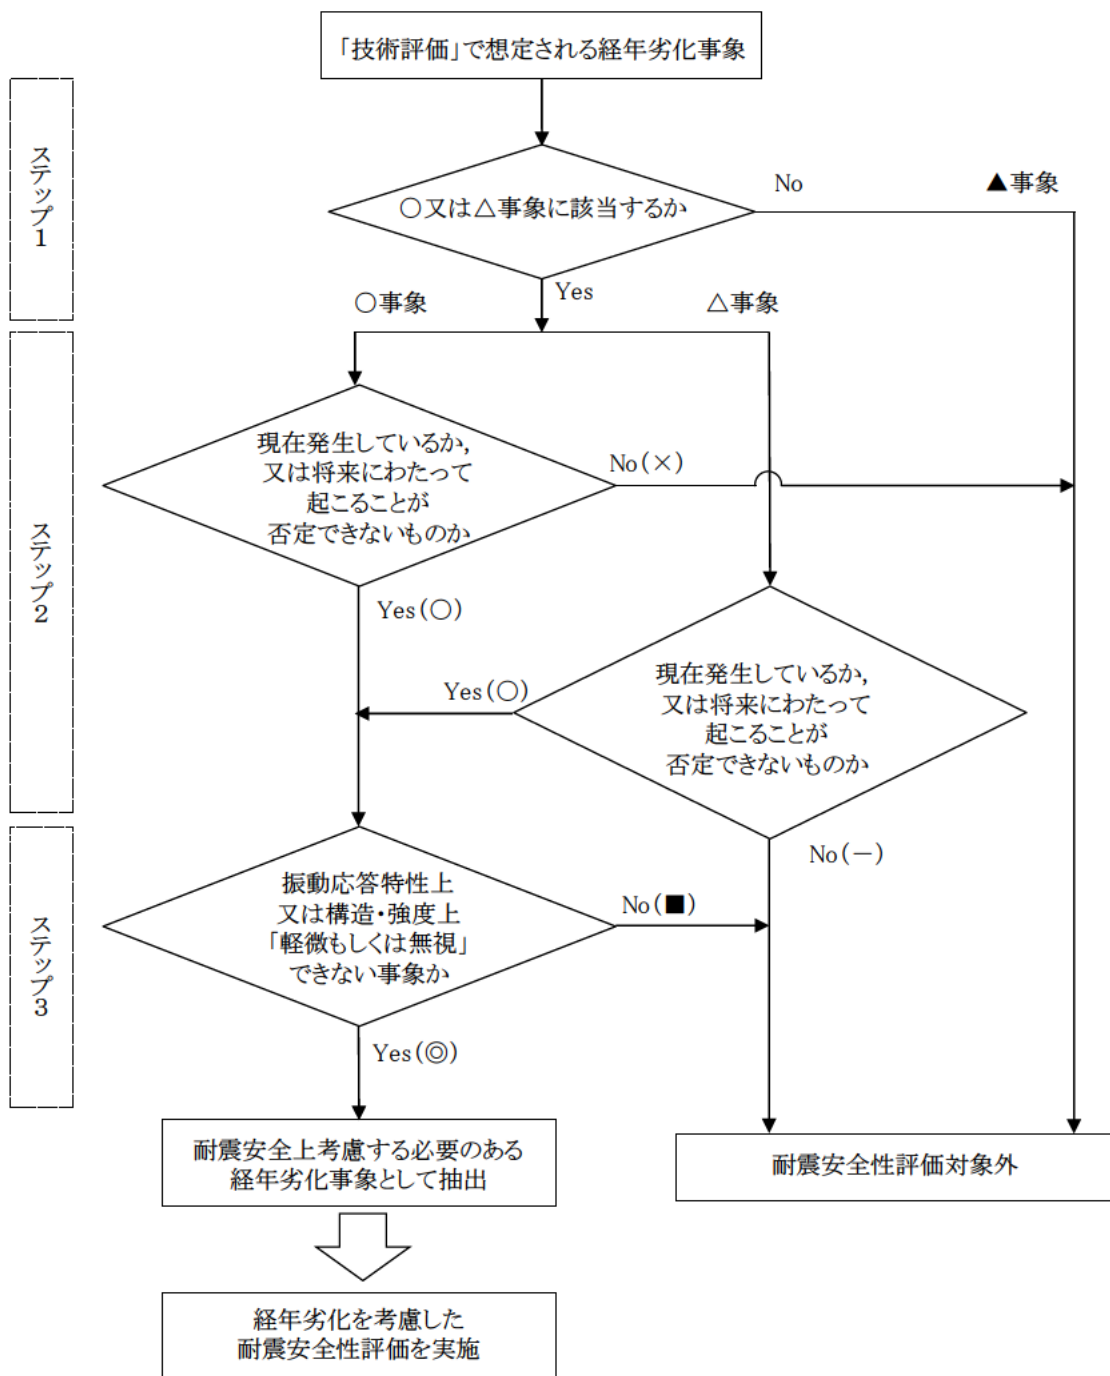 「技術評価」で想定される経年劣化事象
ステップ1
○又は△事象に該当するか
No
▲事象
Yes
○事象
△事象
ステップ2
現在発生しているか,
又は将来にわたって
起こることが
否定できないものか
No(×)
Yes(○)
現在発生しているか,
又は将来にわたって
起こることが
否定できないものか
Yes(○)
No(－)
ステップ3
振動応答特性上
又は構造・強度上
「軽微もしくは無視」
できない事象か
No(■)
Yes(◎)
耐震安全上考慮する必要のある
経年劣化事象として抽出
耐震安全性評価対象外
経年劣化を考慮した
耐震安全性評価を実施